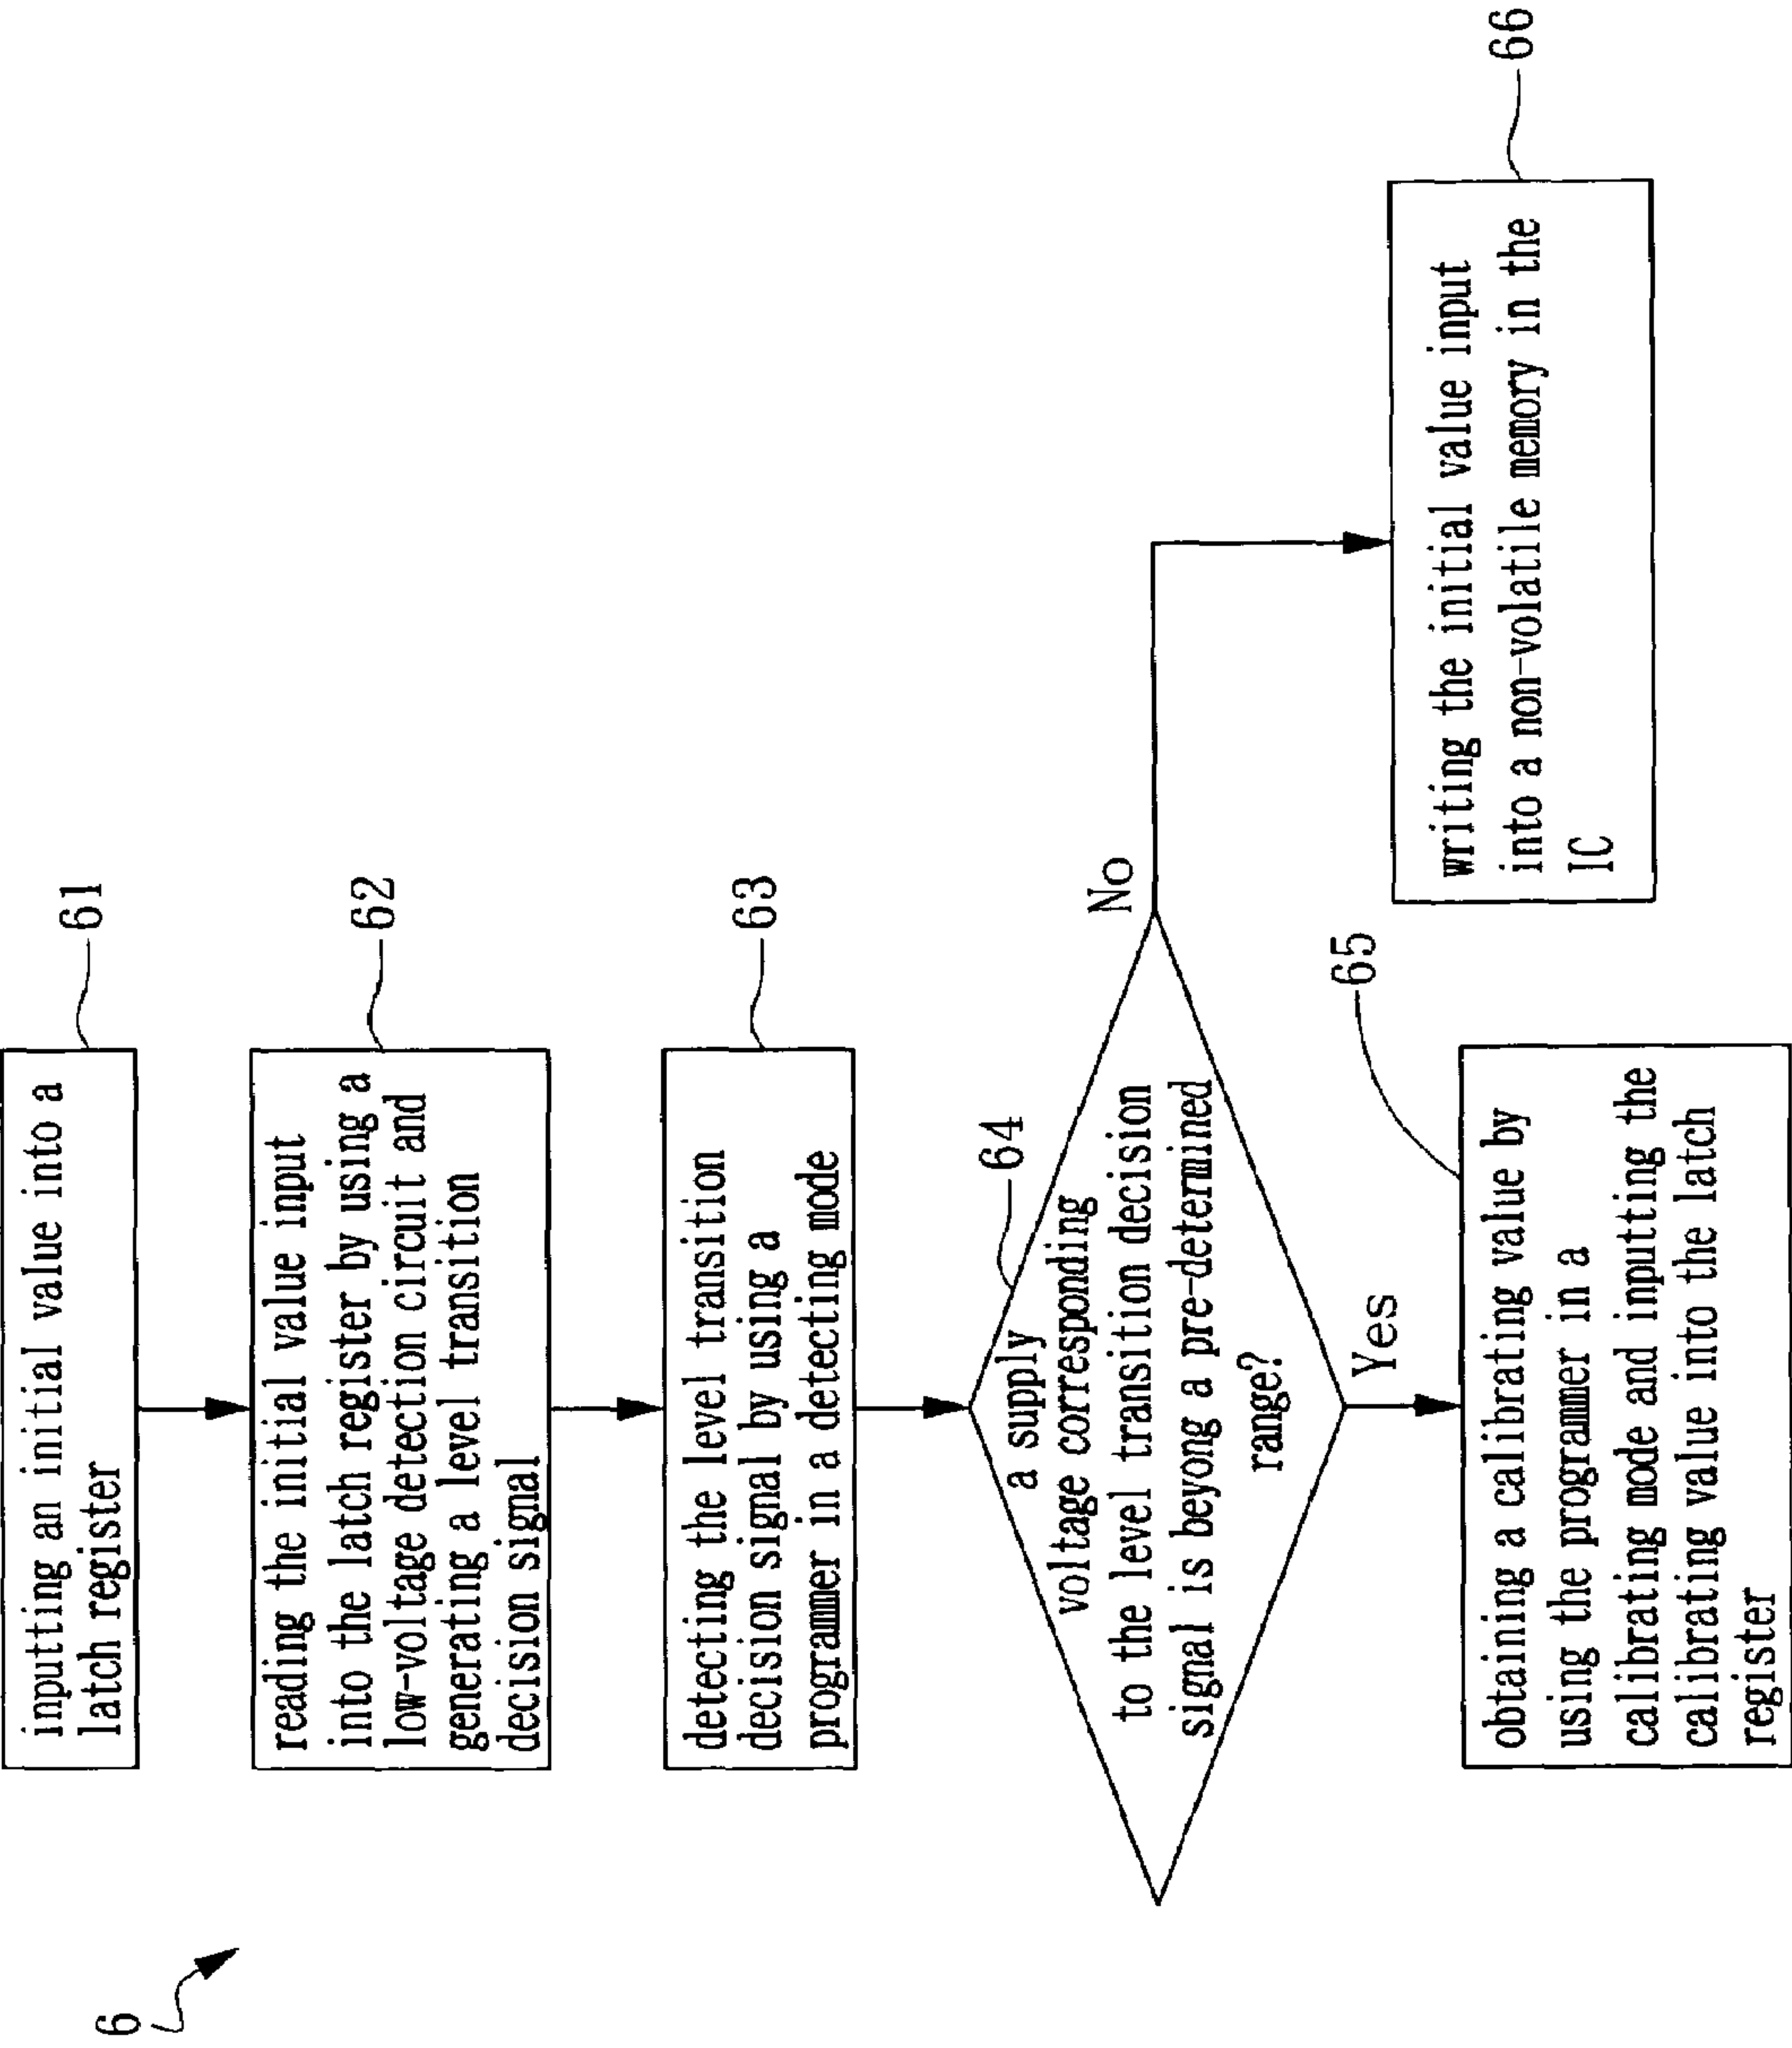 6
inputting an initial value into a
latch register
61
reading the initial value input
into the latch register by using a
low-voltage detection circuit and
generating a level transition
decision signal
62
detecting the level transition
decision signal by using a
programmer in a detecting mode
63
a supply
voltage corresponding
to the level transition decision
signal is beyond a pre-determined
range?
64
No
Yes
obtaining a calibrating value by
using the programmer in a
calibrating mode and inputting the
calibrating value into the latch
register
65
writing the initial value input
into a non-volatile memory in the
IC
66